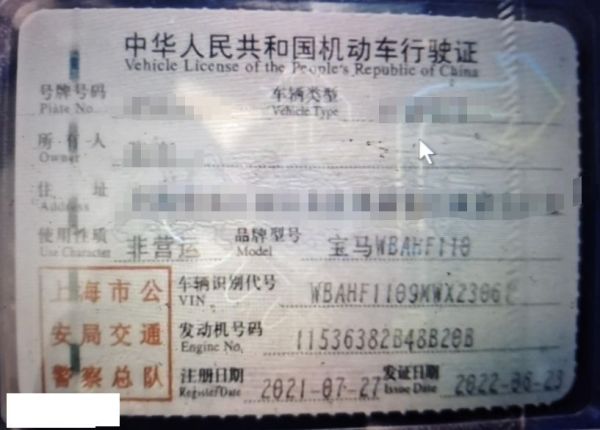 中华人民共和国机动车行驶证
Vehicle License of the People's Republic of China
号牌号码 车辆类型
Plate No. Vehicle Type
所有人
Owner
住址
Address
使用性质 非营运 品牌型号 宝马WBAHF110
Use Character Model
上海市公
安局交通
警察总队
车辆识别代号
VIN
发动机号码 11536382B48B20B
Engine No.
注册日期 2021-07-27 发证日期 2022-06-23
Register Date Issue Date